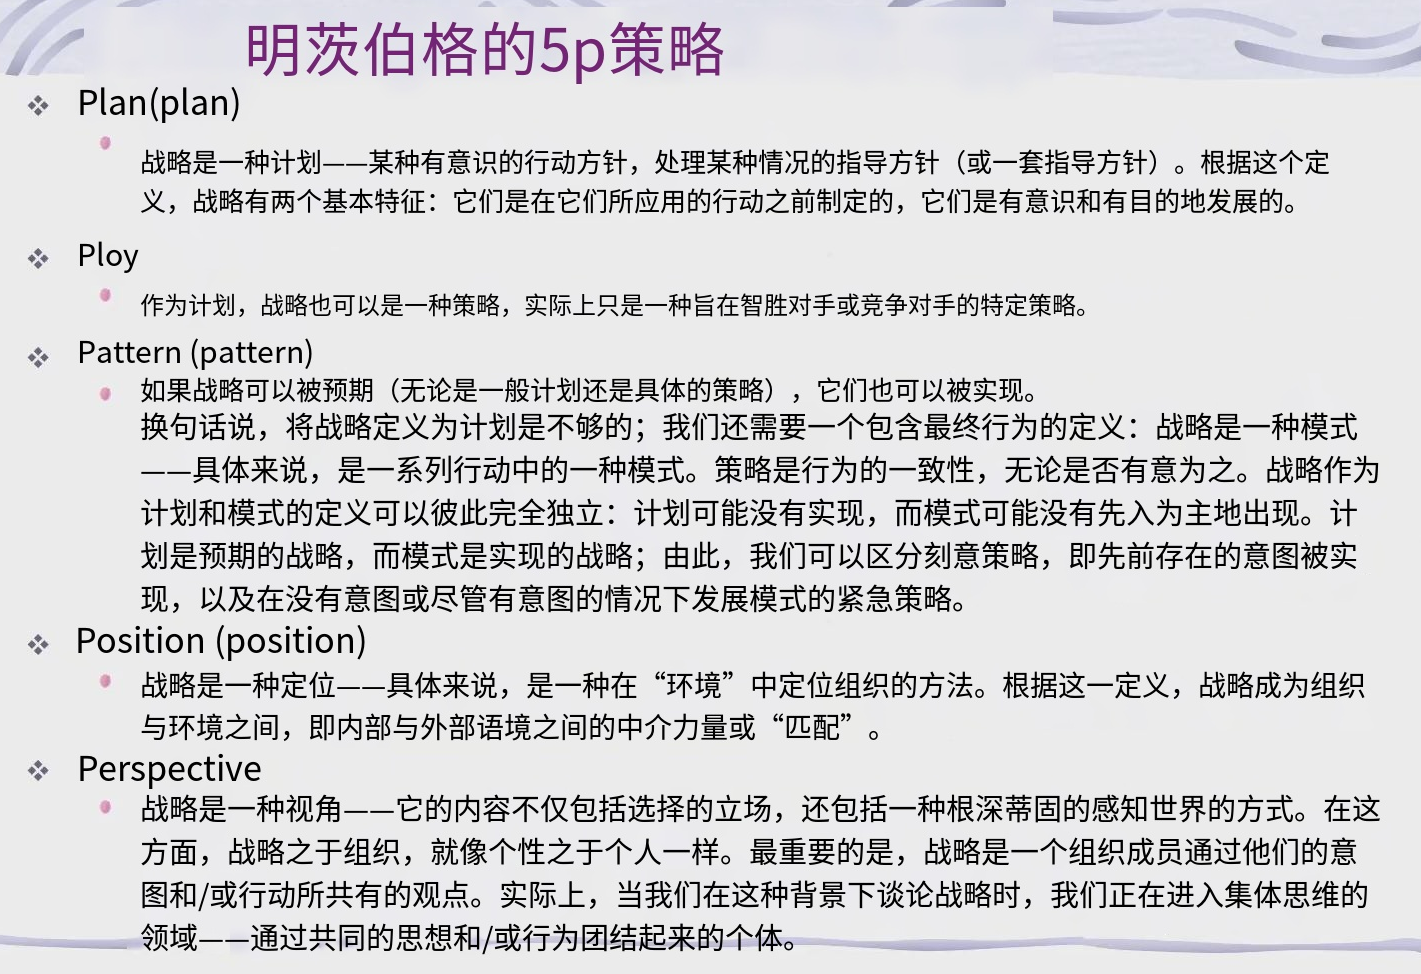 明茨伯格的5p策略
Plan(plan)
战略是一种计划——某种有意识的行动方针，处理某种情况的指导方针（或一套指导方针）。根据这个定
义，战略有两个基本特征：它们是在它们所应用的行动之前制定的，它们是有意识和有目的地发展的。
Ploy
作为计划，战略也可以是一种策略，实际上只是一种旨在智胜对手或竞争对手的特定策略。
Pattern (pattern)
如果战略可以被预期（无论是一般计划还是具体的策略），它们也可以被实现。
换句话说，将战略定义为计划是不够的；我们还需要一个包含最终行为的定义：战略是一种模式
——具体来说，是一系列行动中的一种模式。策略是行为的一致性，无论是否有意为之。战略作为
计划和模式的定义可以彼此完全独立：计划可能没有实现，而模式可能没有先入为主地出现。计
划是预期的战略，而模式是实现的战略；由此，我们可以区分刻意策略，即先前存在的意图被实
现，以及在没有意图或尽管有意图的情况下发展模式的紧急策略。
Position (position)
战略是一种定位——具体来说，是一种在“环境”中定位组织的方法。根据这一定义，战略成为组织
与环境之间，即内部与外部语境之间的中介力量或“匹配”。
Perspective
战略是一种视角——它的内容不仅包括选择的立场，还包括一种根深蒂固的感知世界的方式。在这
方面，战略之于组织，就像个性之于个人一样。最重要的是，战略是一个组织成员通过他们的意
图和/或行动所共有的观点。实际上，当我们在这种背景下谈论战略时，我们正在进入集体思维的
领域——通过共同的思想和/或行为团结起来的个体。